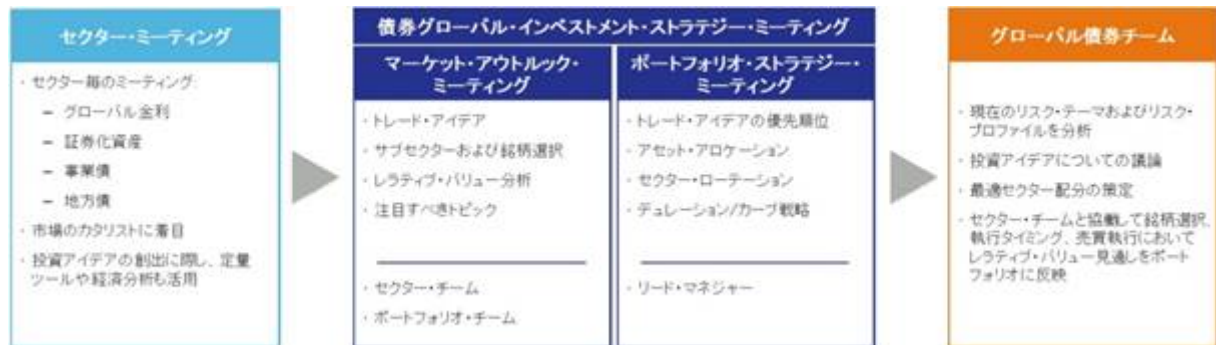 セクター・ミーティング
・セクター毎のミーティング:
− グローバル金利
− 証券化資産
− 事業債
− 地方債
・市場のカタリストに着目
・投資アイデアの創出に際し、定量
ツールや経済分析も活用
債券グローバル・インベストメント・ストラテジー・ミーティング
マーケット・アウトルック・
ミーティング
・トレード・アイデア
・サブセクターおよび銘柄選択
・レラティブ・バリュー分析
・注目すべきトピック
・セクター・チーム
・ポートフォリオ・チーム
ポートフォリオ・ストラテジー・
ミーティング
・トレード・アイデアの優先順位
・アセット・アロケーション
・セクター・ローテーション
・デュレーション/カーブ戦略
・リード・マネジャー
グローバル債券チーム
・現在のリスク・テーマおよびリスク・
プロファイルを分析
・投資アイデアについての議論
・最適セクター配分の策定
・セクター・チームと協働して銘柄選択、
執行タイミング、売買執行において
レラティブ・バリュー見通しをポート
フォリオに反映